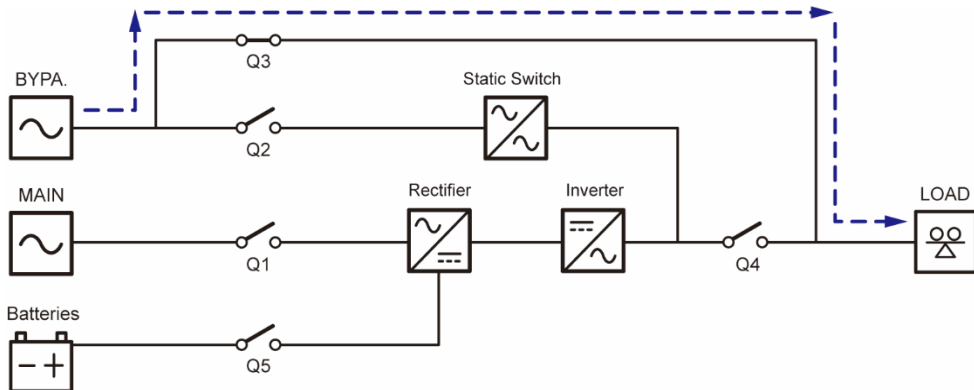 Q3
BYPA.
Static Switch
Q2
MAIN
Rectifier
Inverter
LOAD
Q1
Q4
Batteries
Q5